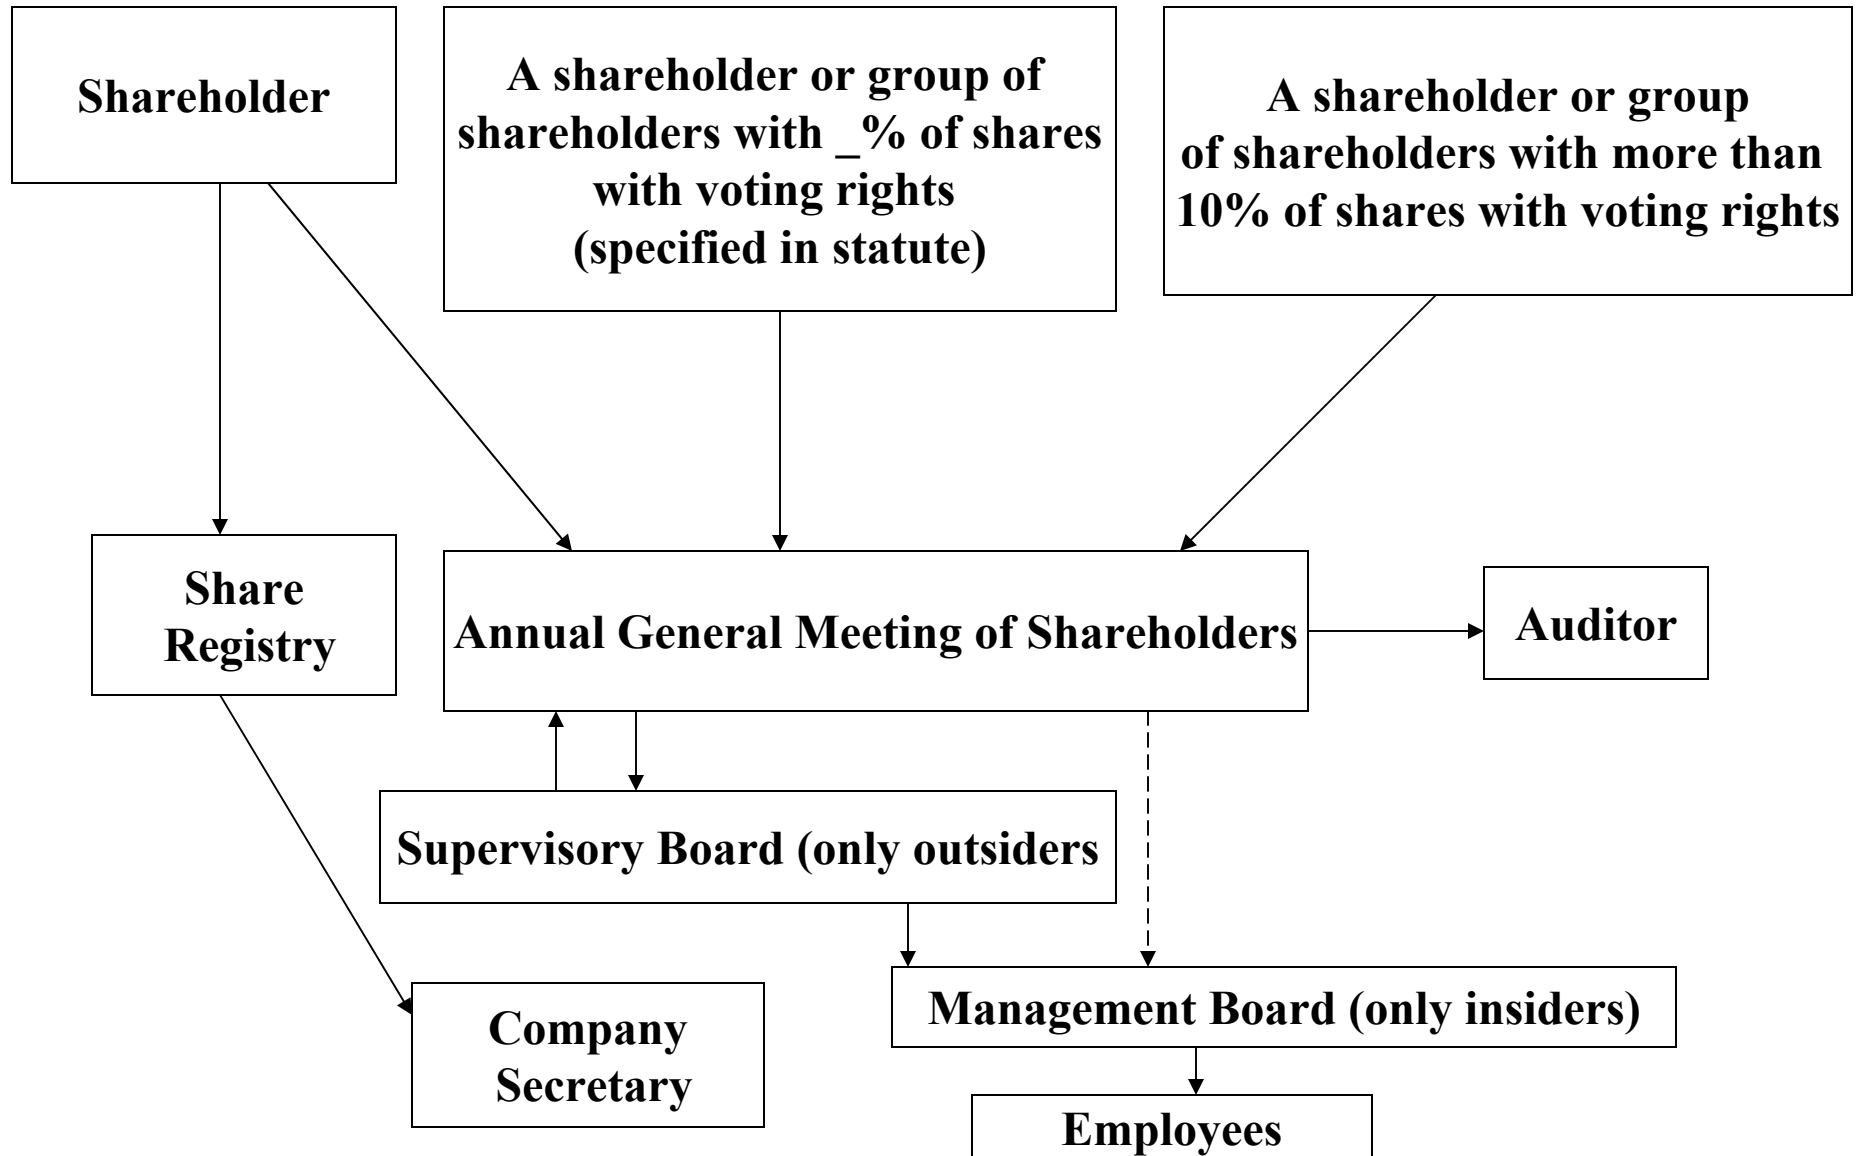 Shareholder
A shareholder or group of
shareholders with _% of shares
with voting rights
(specified in statute)
A shareholder or group
of shareholders with more than
10% of shares with voting rights
Share
Registry
Annual General Meeting of Shareholders
Auditor
Supervisory Board (only outsiders
Management Board (only insiders)
Company
Secretary
Employees